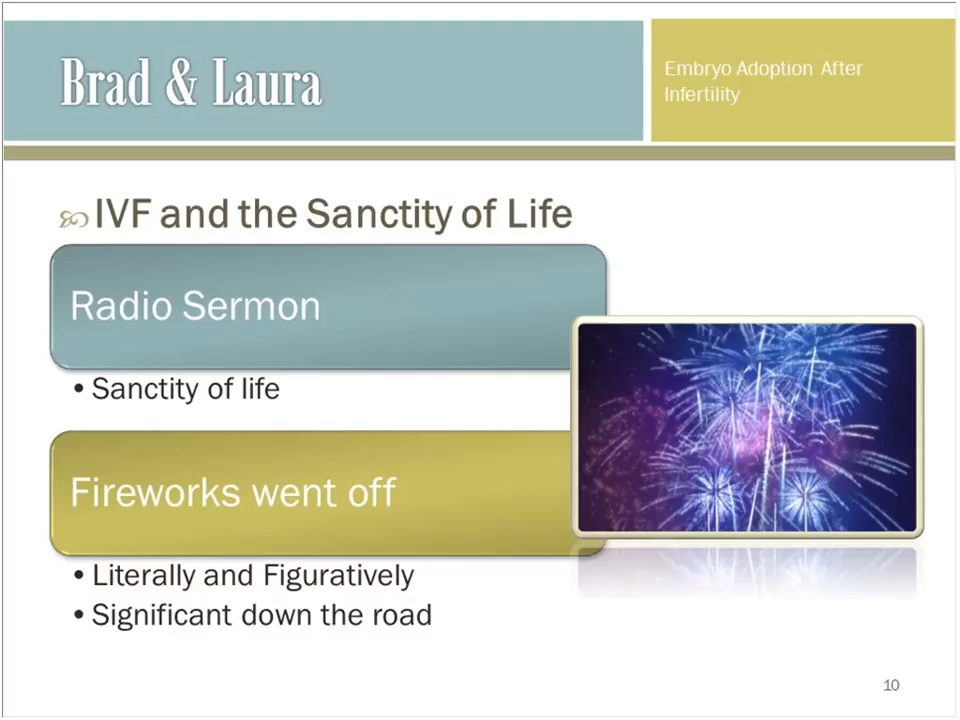 Brad & Laura
Embryo Adoption After
Infertility
IVF and the Sanctity of Life
Radio Sermon
• Sanctity of life
Fireworks went off
• Literally and Figuratively
• Significant down the road
10